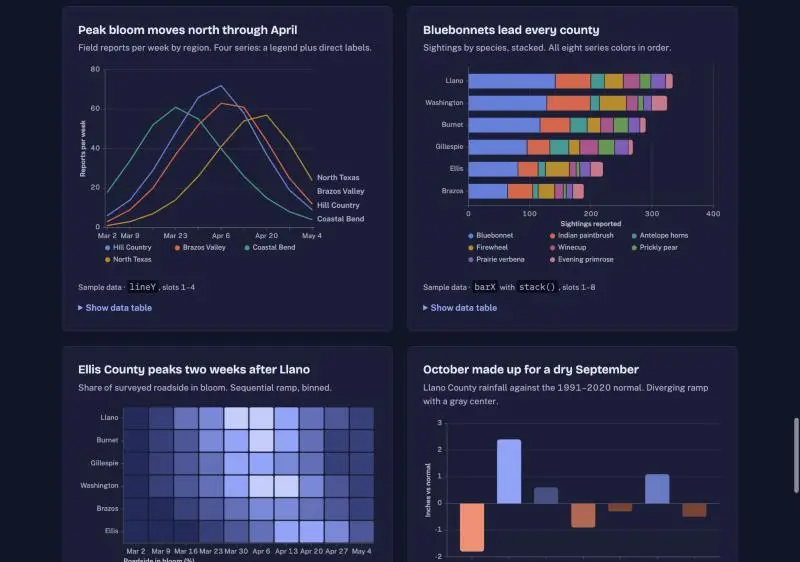 Peak bloom moves north through April
Field reports per week by region. Four series: a legend plus direct labels.
80
60
40
20
0
Reports per week
North Texas
Brazos Valley
Hill Country
Coastal Bend
Mar 2 Mar 9 Mar 23 Apr 6 Apr 20 May 4
Hill Country Brazos Valley Coastal Bend
North Texas
Sample data · lineY, slots 1–4
Show data table
Bluebonnets lead every county
Sightings by species, stacked. All eight series colors in order.
Llano
Washington
Burnet
Gillespie
Ellis
Brazos
0 100 200 300 400
Sightings reported
Bluebonnet Indian paintbrush Antelope horns
Firewheel Winecup Prickly pear
Prairie verbena Evening primrose
Sample data · barX with stack(), slots 1–8
Show data table
Ellis County peaks two weeks after Llano
Share of surveyed roadside in bloom. Sequential ramp, binned.
Llano
Burnet
Gillespie
Washington
Brazos
Ellis
Mar 2 Mar 9 Mar 16 Mar 23 Mar 30 Apr 6 Apr 13 Apr 20 Apr 27 May 4
Roadside in bloom (%)
October made up for a dry September
Llano County rainfall against the 1991–2020 normal. Diverging ramp
with a gray center.
3
2
1
0
-1
-2
Inches vs normal